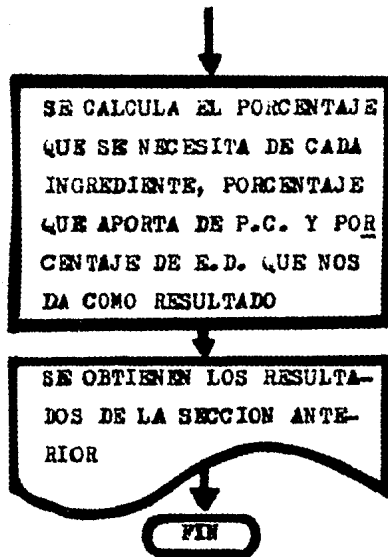 SE CALCULA EL PORCENTAJE
QUE SE NECESITA DE CADA
INGREDIENTE, PORCENTAJE
QUE APORTA DE P.C. Y POR
CENTAJE DE E.D. QUE NOS
DA COMO RESULTADO
SE OBTIENEN LOS RESULTA-
DOS DE LA SECCION ANTE-
RIOR
FIN